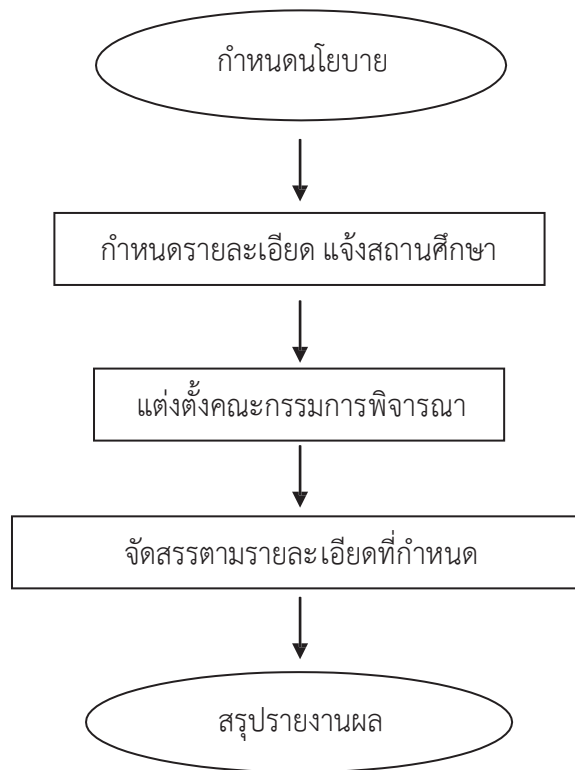 กำหนดนโยบาย
กำหนดรายละเอียด แจ้งสถานศึกษา
แต่งตั้งคณะกรรมการพิจารณา
จัดสรรตามรายละเอียดที่กำหนด
สรุปรายงานผล